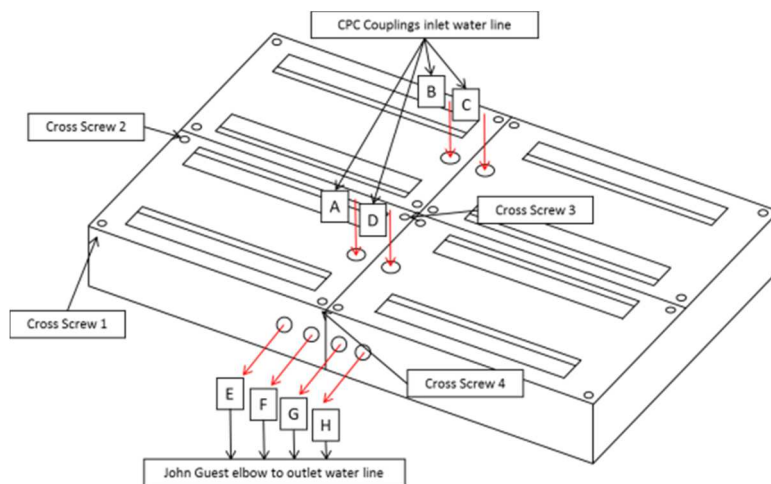 CPC Couplings inlet water line
B
C
Cross Screw 2
A
D
Cross Screw 3
Cross Screw 1
Cross Screw 4
E
F
G
H
John Guest elbow to outlet water line